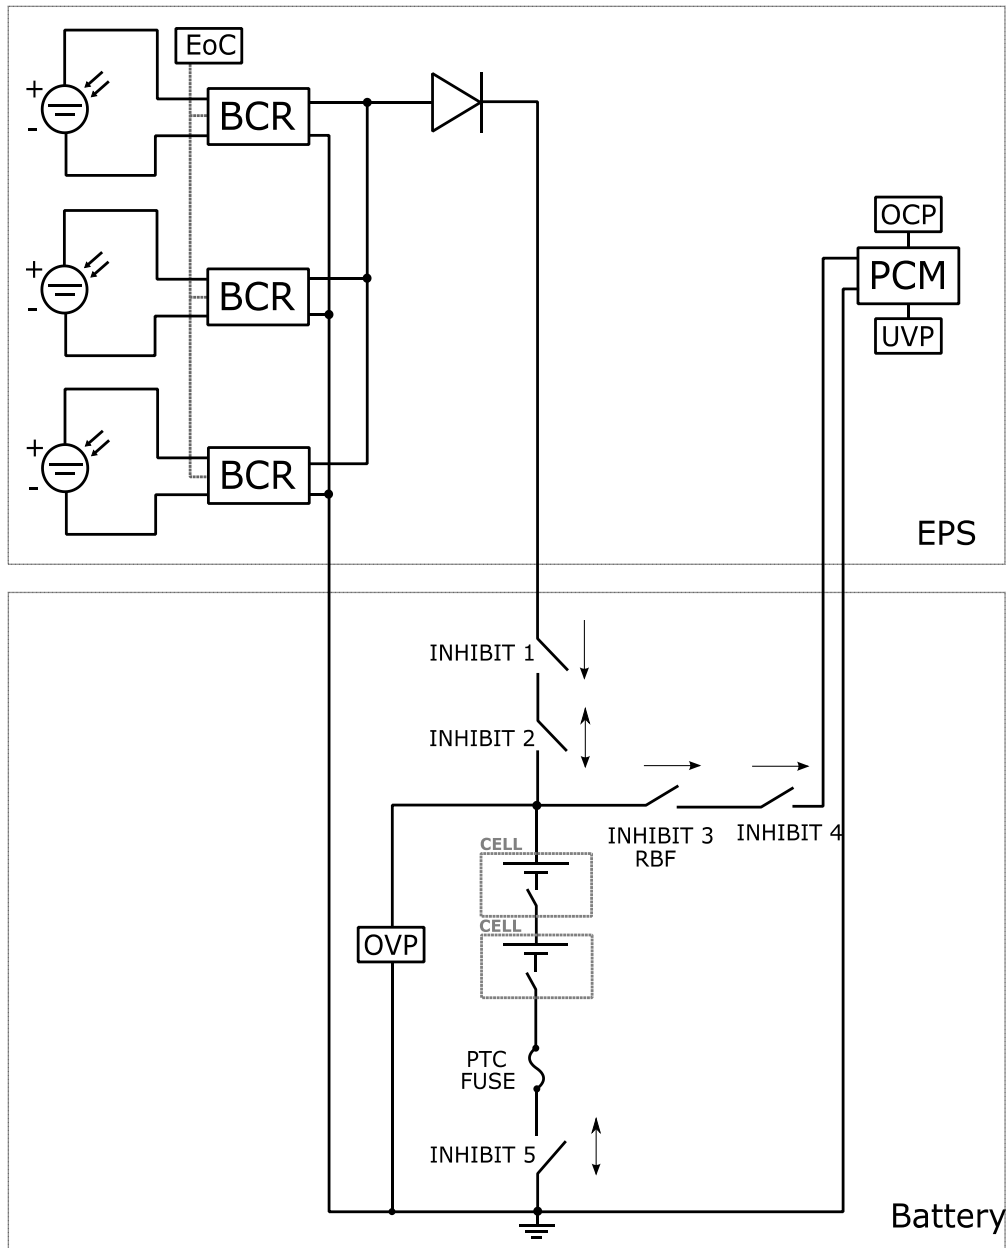 EoC
+
-
BCR
+
-
BCR
+
-
BCR
OCP
PCM
UVP
EPS
INHIBIT 1
INHIBIT 2
INHIBIT 3
RBF
INHIBIT 4
CELL
CELL
OVP
PTC
FUSE
INHIBIT 5
Battery